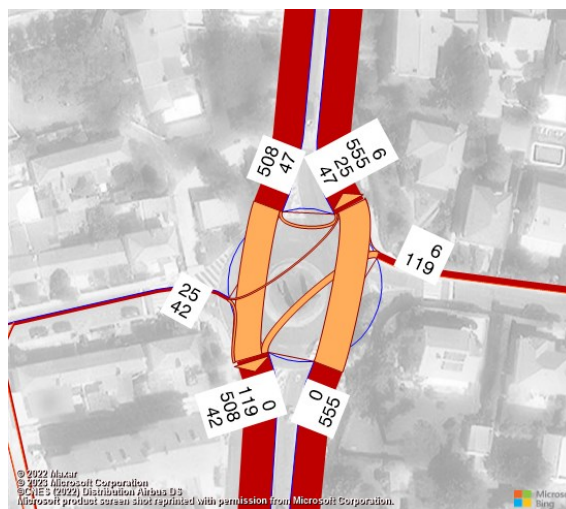 508
47
6
555
25
47
6
119
25
42
0
119
508
42
0
555
© 2022 Maxar
© 2023 Microsoft Corporation
©CNES (2022) Distribution Airbus DS
Microsoft product screen shot reprinted with permission from Microsoft Corporation.
Microsoft
Bing